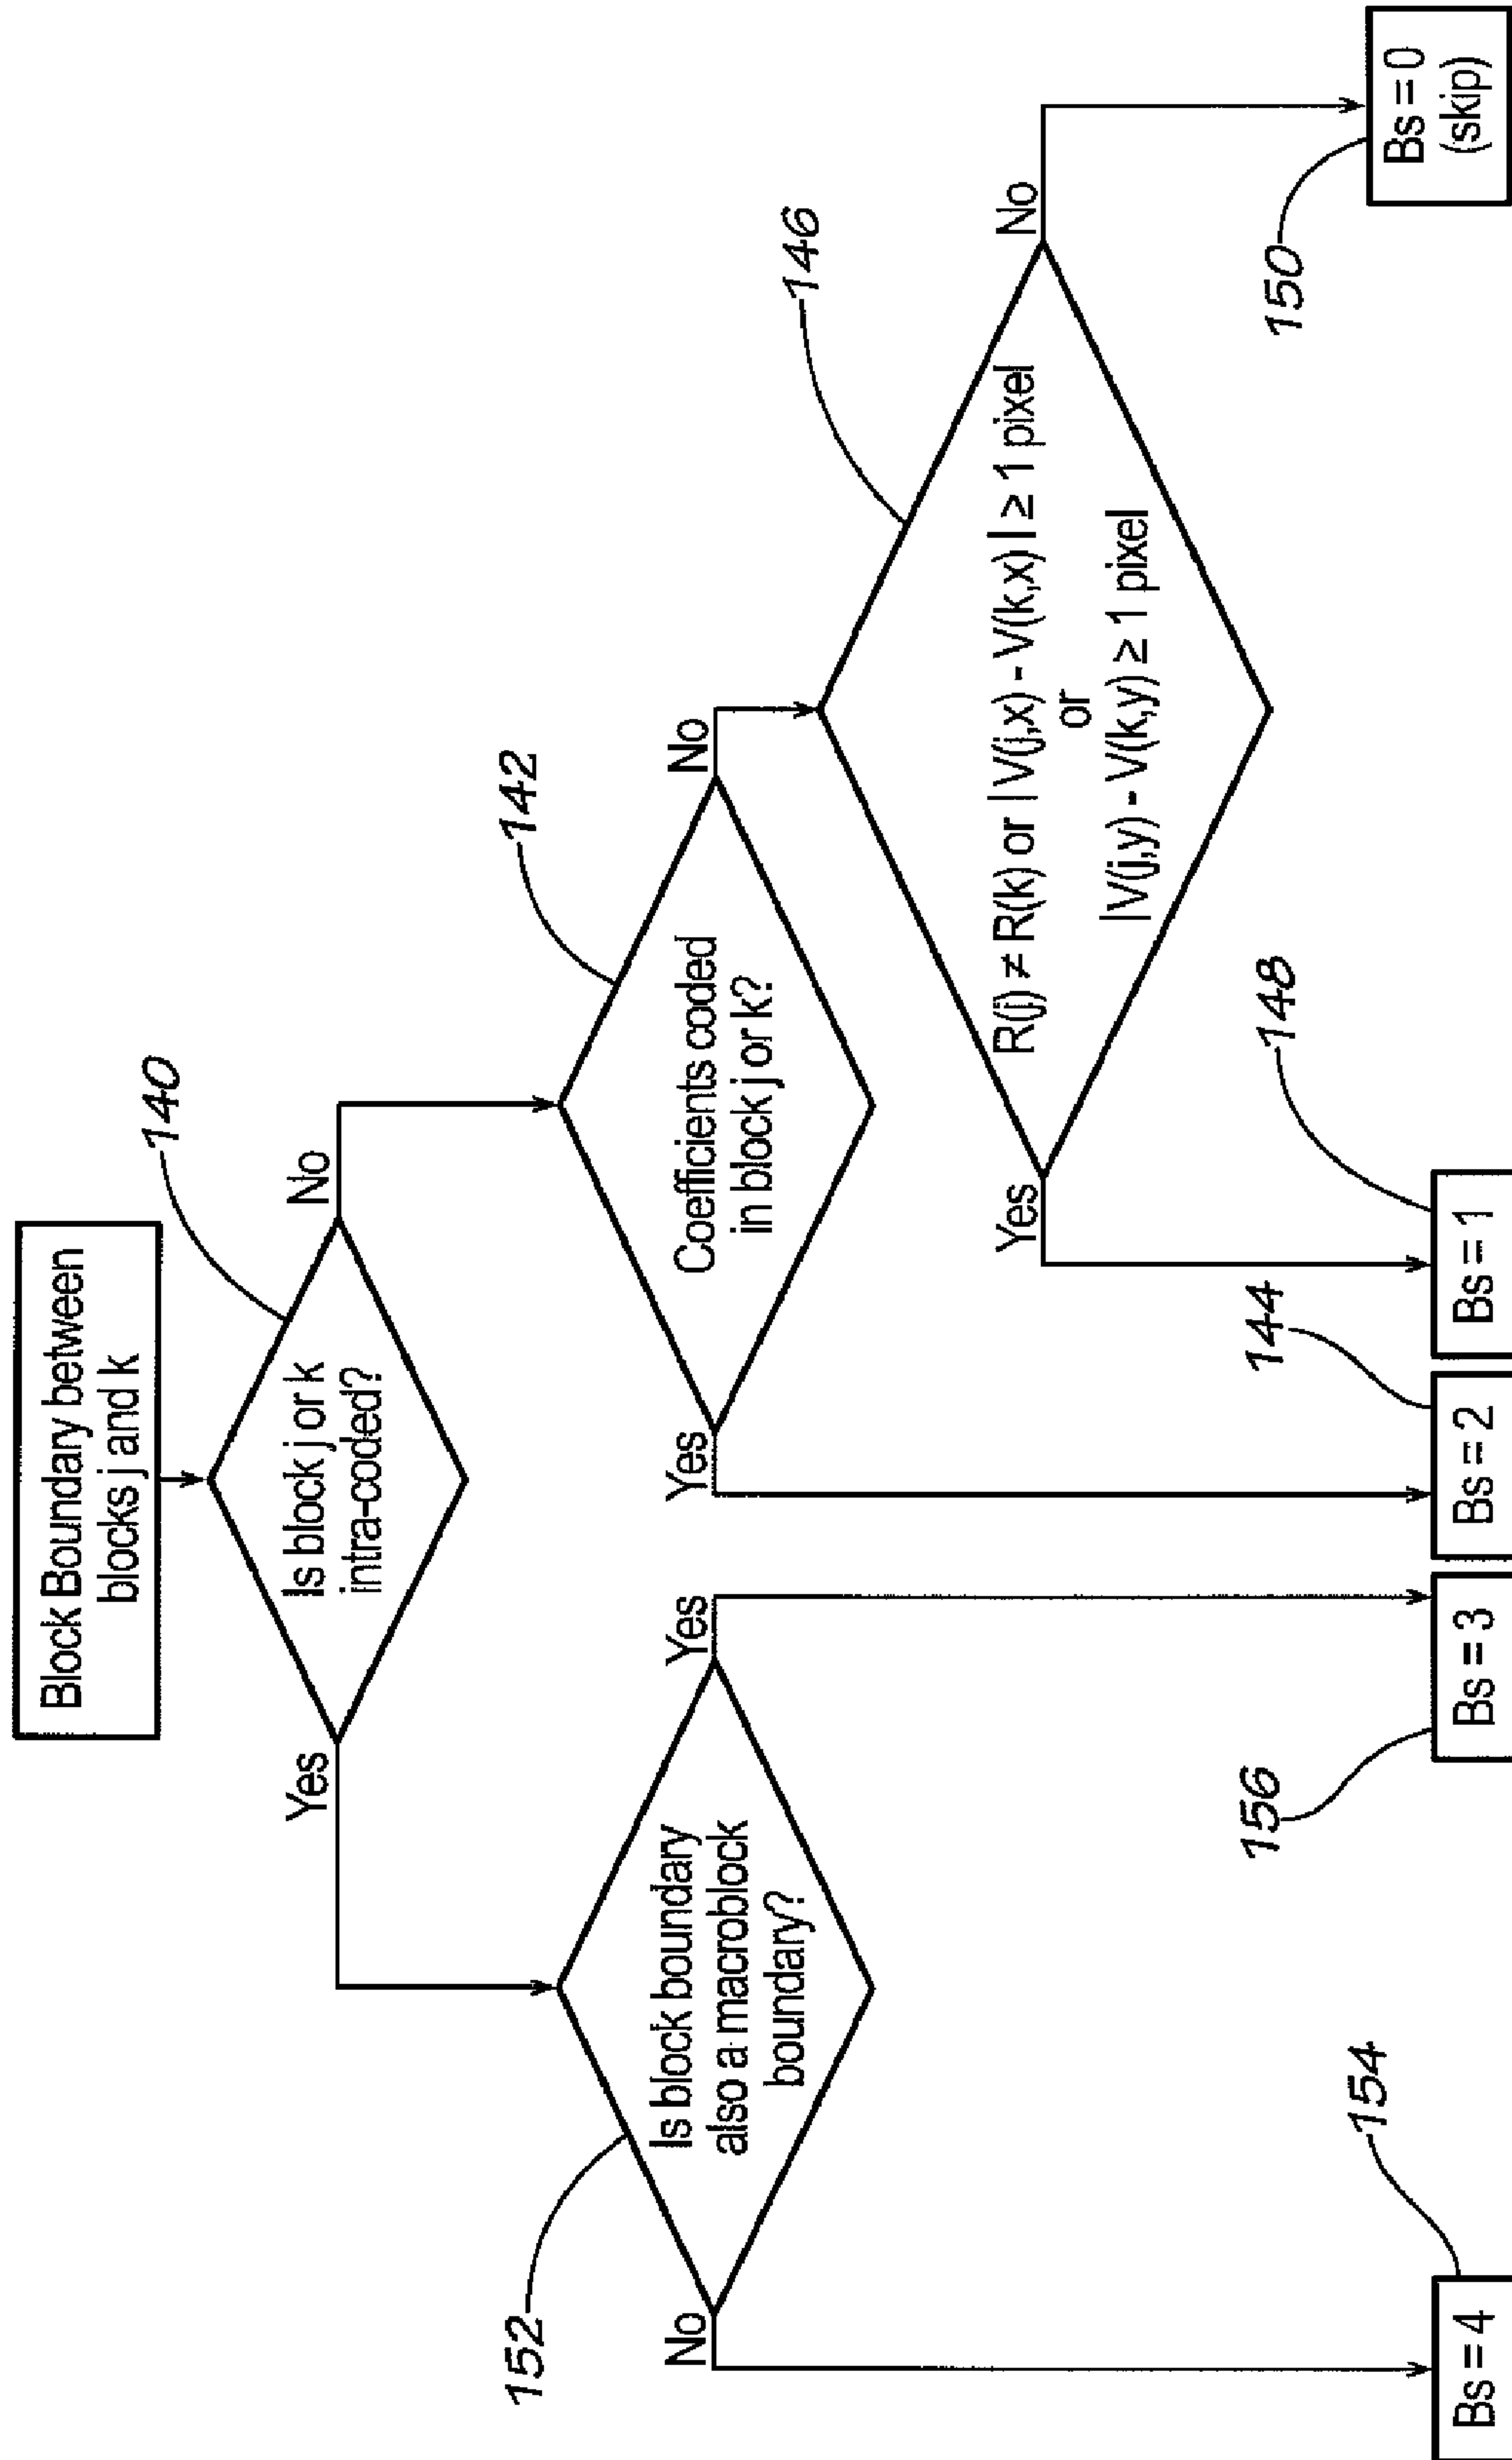 Block Boundary between
blocks j and k
140
Is block j or k
intra-coded?
Yes
No
152
Is block boundary
also a macroblock
boundary?
No
Yes
142
Coefficients coded
in block j or k?
Yes
No
146
R(j) ≠ R(k) or |V(j,x) - V(k,x)| ≥ 1 pixel
or
|V(j,y) - V(k,y) ≥ 1 pixel
Yes
No
154
Bs = 4
156
Bs = 3
144
Bs = 2
148
Bs = 1
150
Bs = 0
(skip)